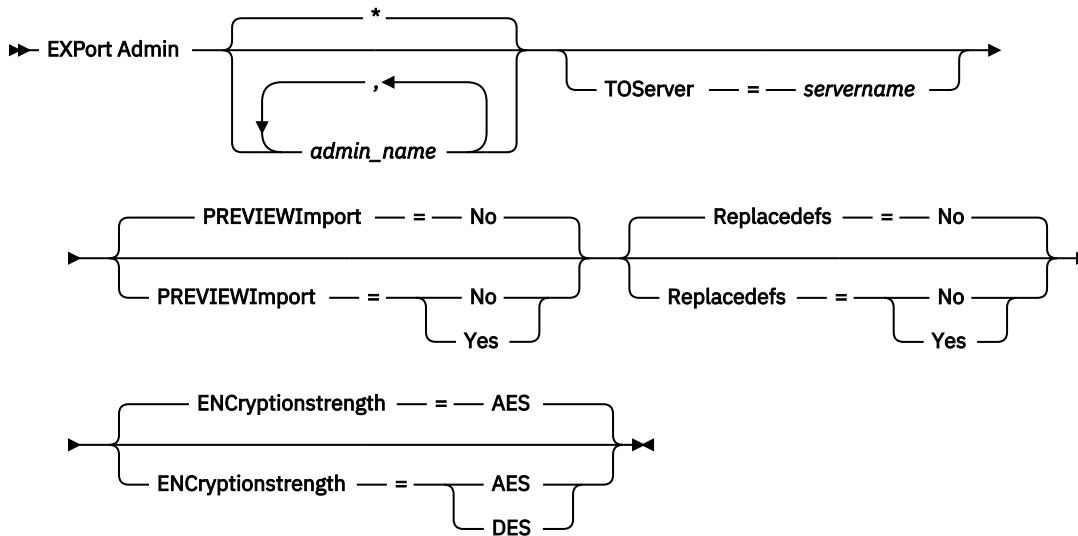 *
EXPort Admin
,
admin_name
TOServer = servername
PREVIEWImport = No
PREVIEWImport = No
Yes
Replacedefs = No
Replacedefs = No
Yes
ENCryptionstrength = AES
ENCryptionstrength = AES
DES